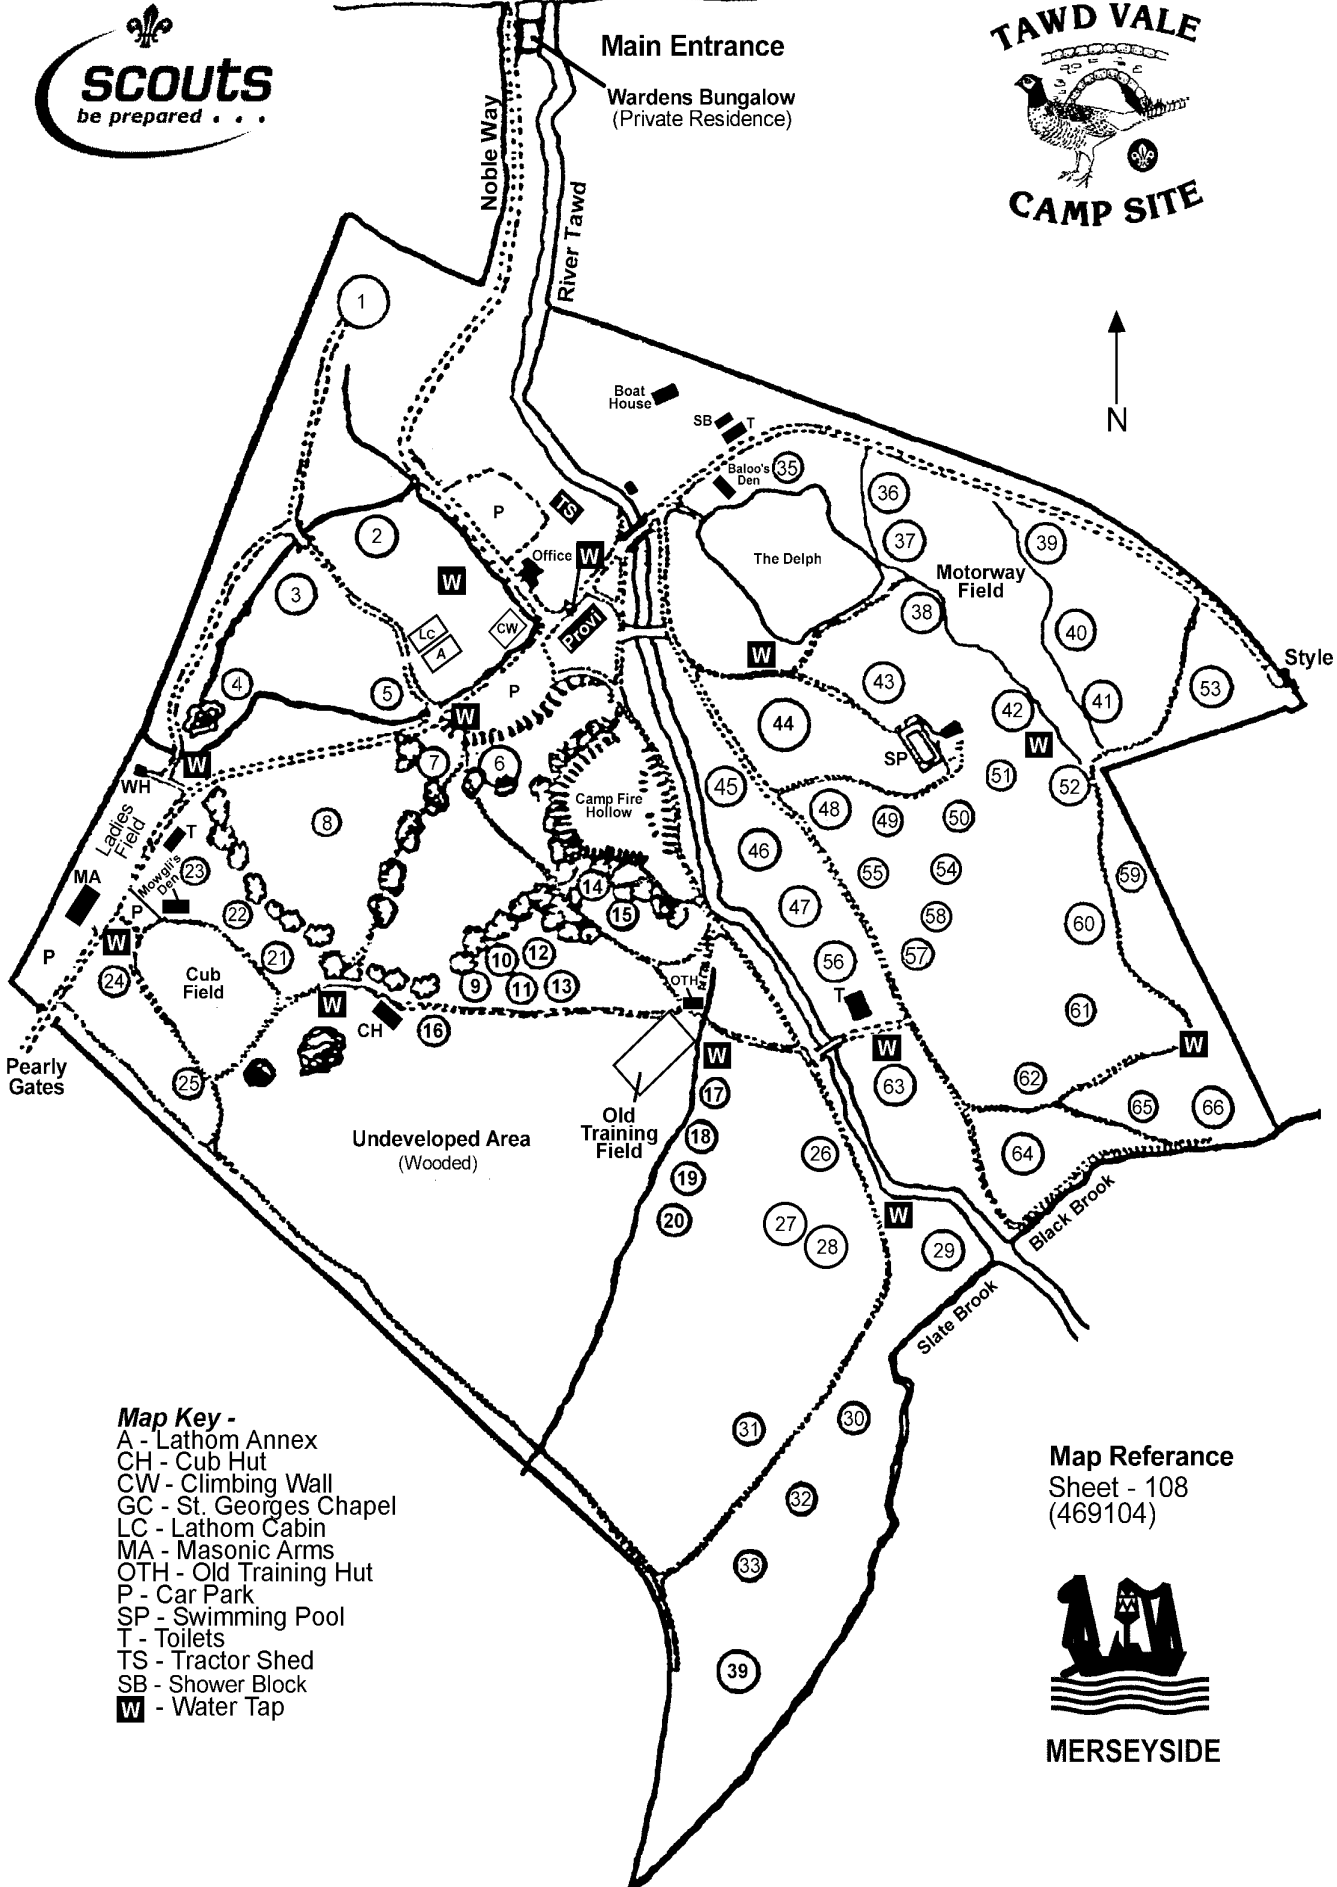 scouts
be prepared . . .
Main Entrance
Wardens Bungalow
(Private Residence)
TAWD VALE
CAMP SITE
Noble Way
River Tawd
N
1
Boat
House
SB
T
Baloo's
Den
35
36
37
39
The Delph
Motorway
Field
38
40
Style
53
41
42
43
44
W
W
SP
51
52
P
TS
Office
W
Provi
2
W
3
LC
A
CW
4
5
P
W
W
WH
7
6
Camp Fire
Hollow
45
48
49
50
8
Ladies
Field
T
Mowgli's
Den
23
MA
P
P
22
21
W
24
Cub
Field
14
15
46
47
55
54
58
57
59
60
10
12
9
11
13
OTH
56
T
W
CH
16
61
W
Pearly
Gates
25
W
W
63
62
65
66
Old
Training
Field
17
18
19
20
Undeveloped Area
(Wooded)
26
27
28
64
W
29
Black Brook
Slate Brook
31
30
32
33
39
Map Key -
A - Lathom Annex
CH - Cub Hut
CW - Climbing Wall
GC - St. Georges Chapel
LC - Lathom Cabin
MA - Masonic Arms
OTH - Old Training Hut
P - Car Park
SP - Swimming Pool
T - Toilets
TS - Tractor Shed
SB - Shower Block
W - Water Tap
Map Referance
Sheet - 108
(469104)
MERSEYSIDE